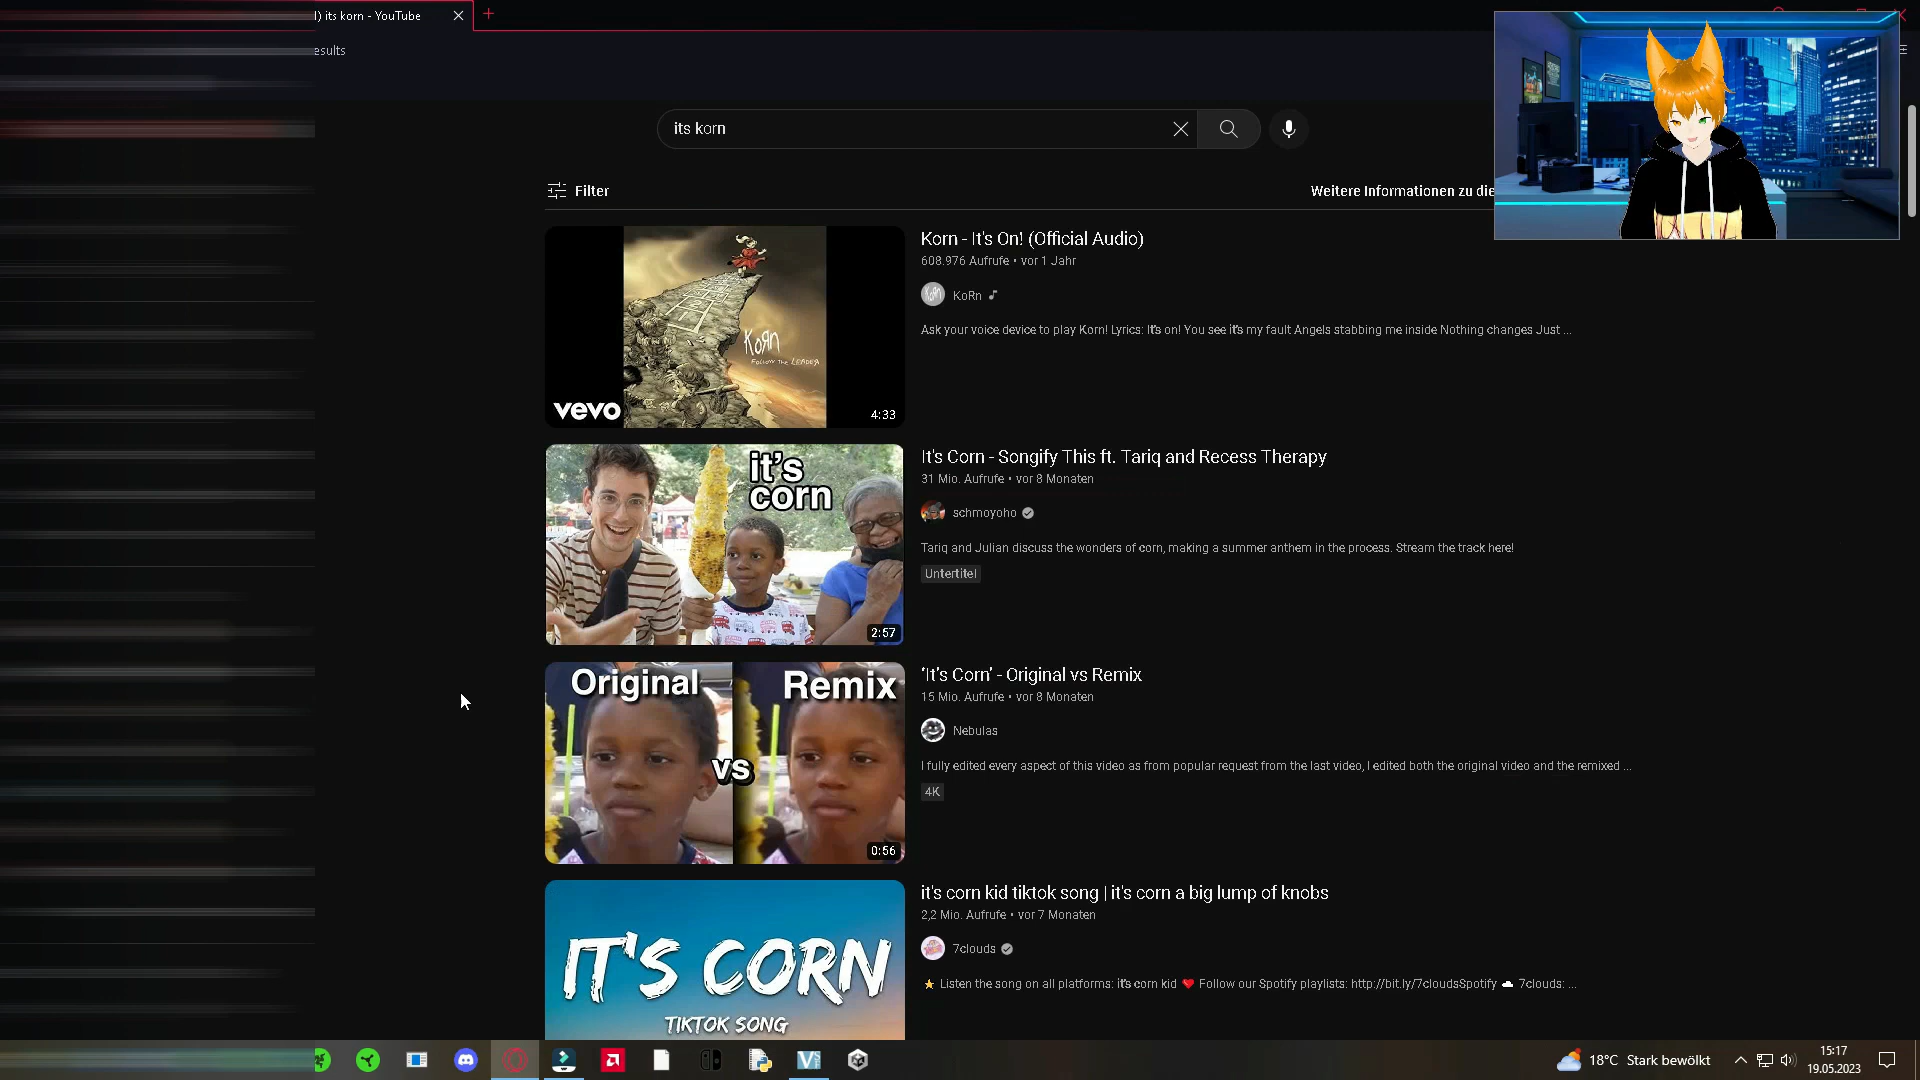 ) its korn - YouTube
esults
its korn
Filter
Weitere Informationen zu die
KoRn
FOLLOW THE LEADER
vevo
4:33
Korn - It's On! (Official Audio)
608.976 Aufrufe • vor 1 Jahr
KoRn
Ask your voice device to play Korn! Lyrics: It's on! You see it's my fault Angels stabbing me inside Nothing changes Just ...
it's
corn
2:57
It's Corn - Songify This ft. Tariq and Recess Therapy
31 Mio. Aufrufe • vor 8 Monaten
schmoyoho
Tariq and Julian discuss the wonders of corn, making a summer anthem in the process. Stream the track here!
Untertitel
Original
Remix
vs
0:56
'It's Corn' - Original vs Remix
15 Mio. Aufrufe • vor 8 Monaten
Nebulas
I fully edited every aspect of this video as from popular request from the last video, I edited both the original video and the remixed ...
4K
IT'S CORN
TIKTOK SONG
it's corn kid tiktok song | it's corn a big lump of knobs
2,2 Mio. Aufrufe • vor 7 Monaten
7clouds
Listen the song on all platforms: it's corn kid ❤️ Follow our Spotify playlists: http://bit.ly/7cloudsSpotify ☁ 7clouds: ...
18°C Stark bewölkt
15:17
19.05.2023